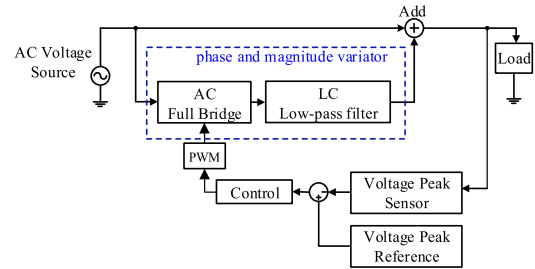 Add
AC Voltage
Source
phase and magnitude variator
Load
AC
Full Bridge
LC
Low-pass filter
PWM
Control
Voltage Peak
Sensor
Voltage Peak
Reference